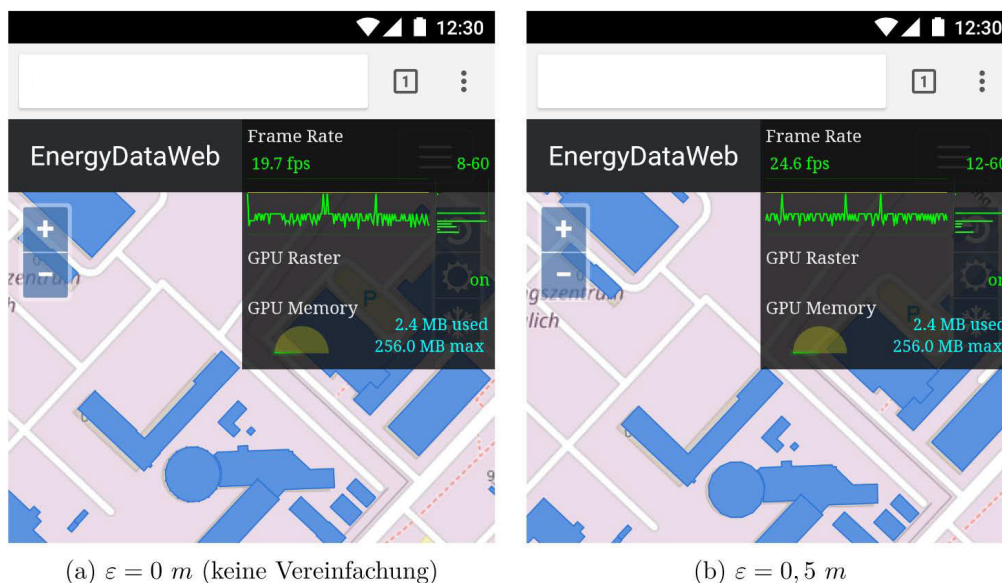 12:30
1
EnergyDataWeb
Frame Rate
19.7 fps
8-60
+
−
GPU Raster
on
GPU Memory
P
2.4 MB used
256.0 MB max
9
(a) ε = 0 m (keine Vereinfachung)
12:30
1
EnergyDataWeb
Frame Rate
24.6 fps
12-60
+
−
GPU Raster
on
GPU Memory
P
2.4 MB used
256.0 MB max
(b) ε = 0, 5 m